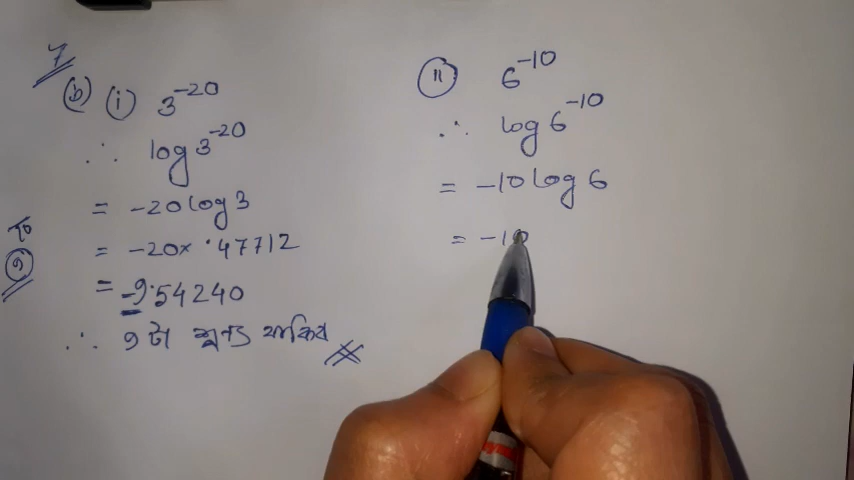 7
(b) (i) 3^-20
∴ log 3^-20
= -20 log 3
= -20 × .47712
= -9.54240
∴ ৯টা শূন্য থাকিব
৯
(ii) 6^-10
∴ log 6^-10
= -10 log 6
= -10